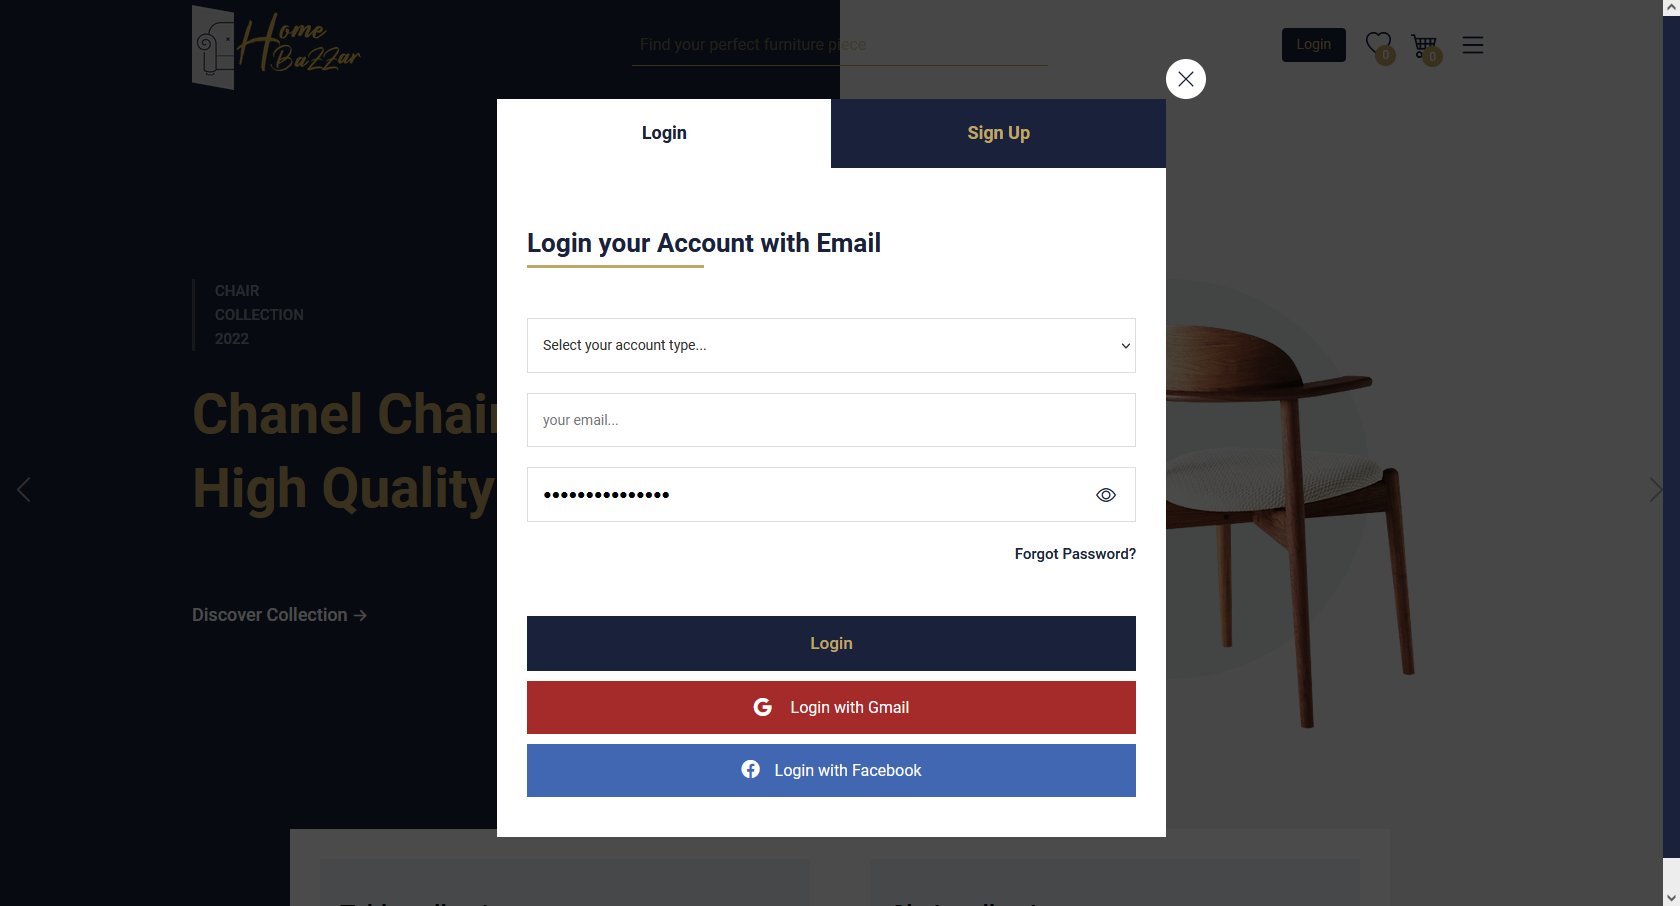 Home
BaZZar
Find your perfect furniture piece
Login
0
0
Login
Sign Up
Login your Account with Email
CHAIR
COLLECTION
2022
Select your account type...
Chanel Chair
your email...
High Quality
•••••••••••••••
Forgot Password?
Discover Collection →
Login
Login with Gmail
Login with Facebook